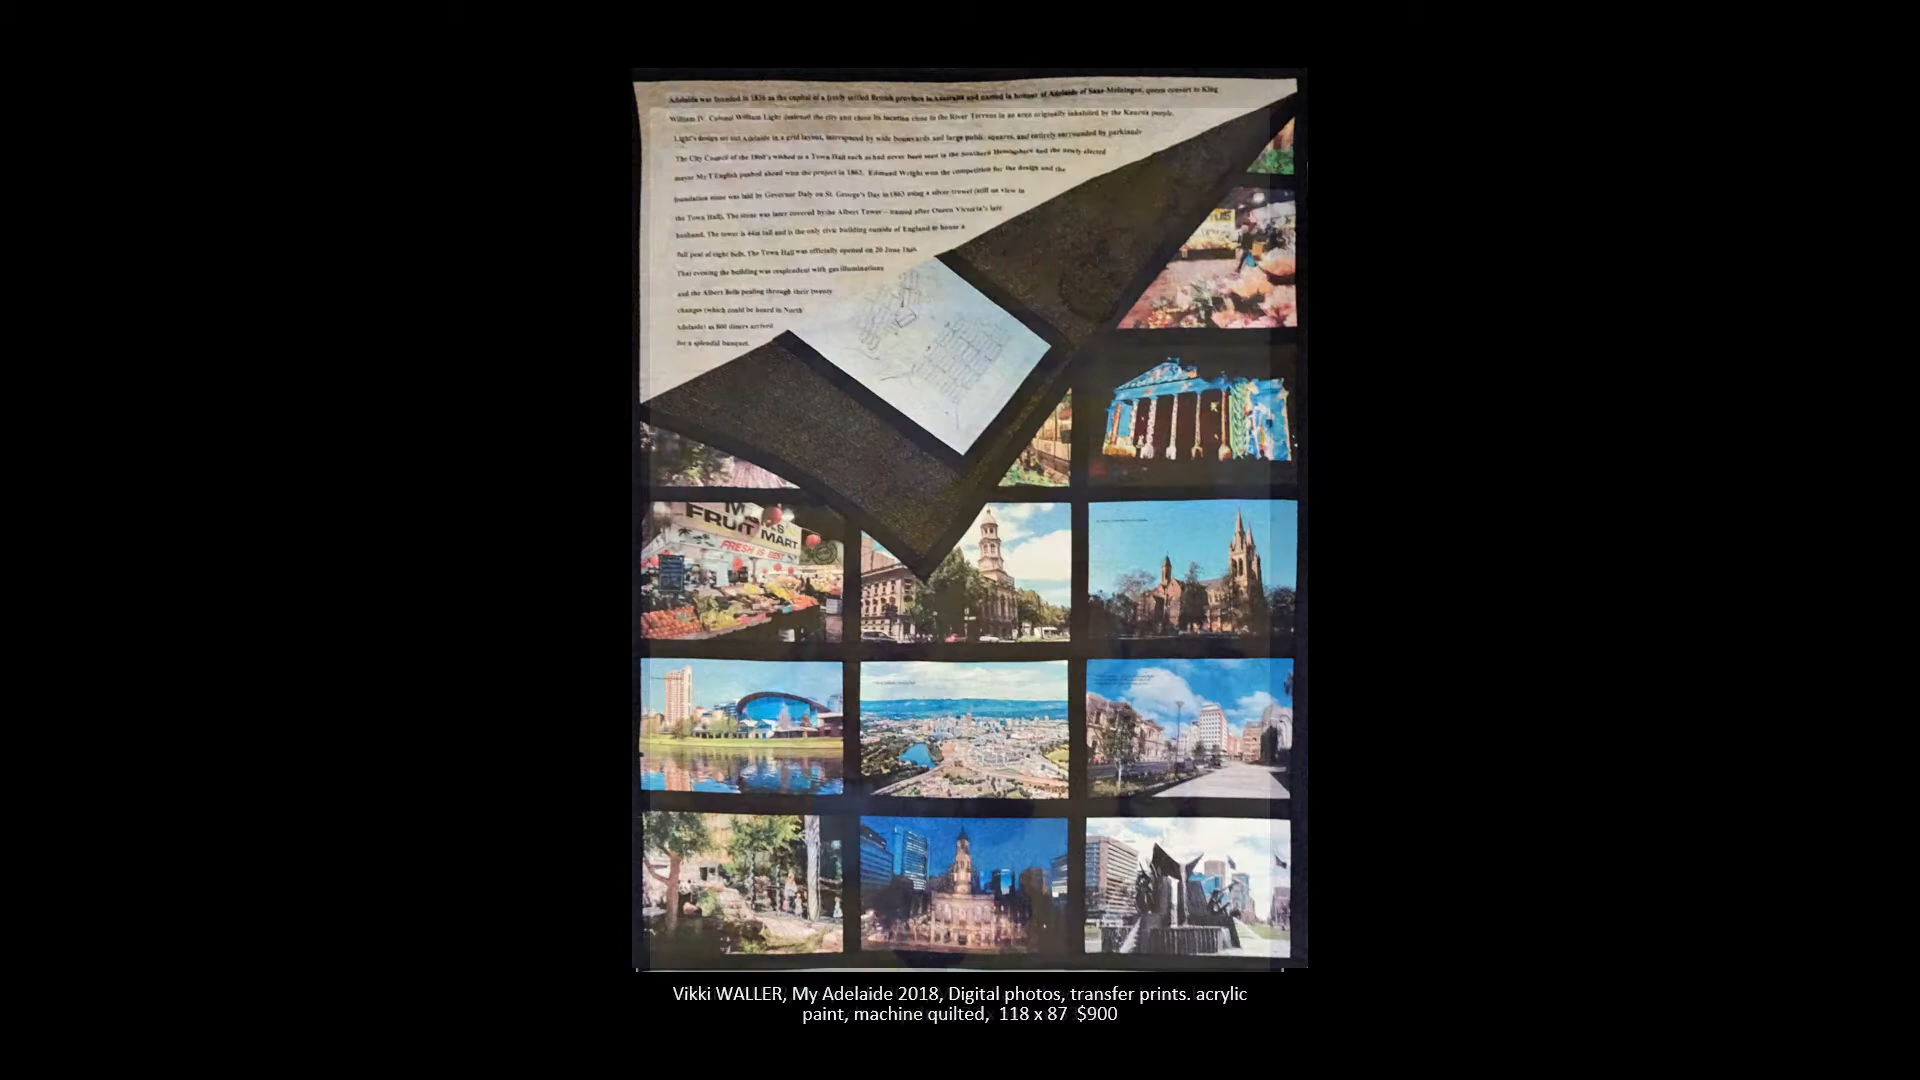 Adelaide was founded in 1836 as the capital of a freely settled British province in Australia and named in honour of Adelaide of Saxe-Meiningen, queen consort to King
William IV. Colonel William Light designed the city and chose its location close to the River Torrens in an area originally inhabited by the Kaurna people.
Light's design set out Adelaide in a grid layout, interspaced by wide boulevards and large public squares, and entirely surrounded by parklands
The City Council of the 1860's wished to a Town Hall such as had never been seen in the Southern Hemisphere and the newly elected
mayor Mr T English pushed ahead won the project in 1862. Edmund Wright won the competition for the design and the
foundation stone was laid by Governor Daly on St. George's Day in 1863 using a silver trowel (still on view in
the Town Hall). The stone was later covered by the Albert Tower – named after Queen Victoria's late
husband. The tower is 44m tall and is the only civic building outside of England to house a
full peal of eight bells. The Town Hall was officially opened on 20 June 1866.
That evening the building was resplendent with gas illuminations
and the Albert Bells pealing through their twenty
changes (which could be heard in North
Adelaide) as 800 diners arrived
for a splendid banquet.
FRUIT MART
FRESH IS BEST
Vikki WALLER, My Adelaide 2018, Digital photos, transfer prints. acrylic
paint, machine quilted, 118 x 87 $900